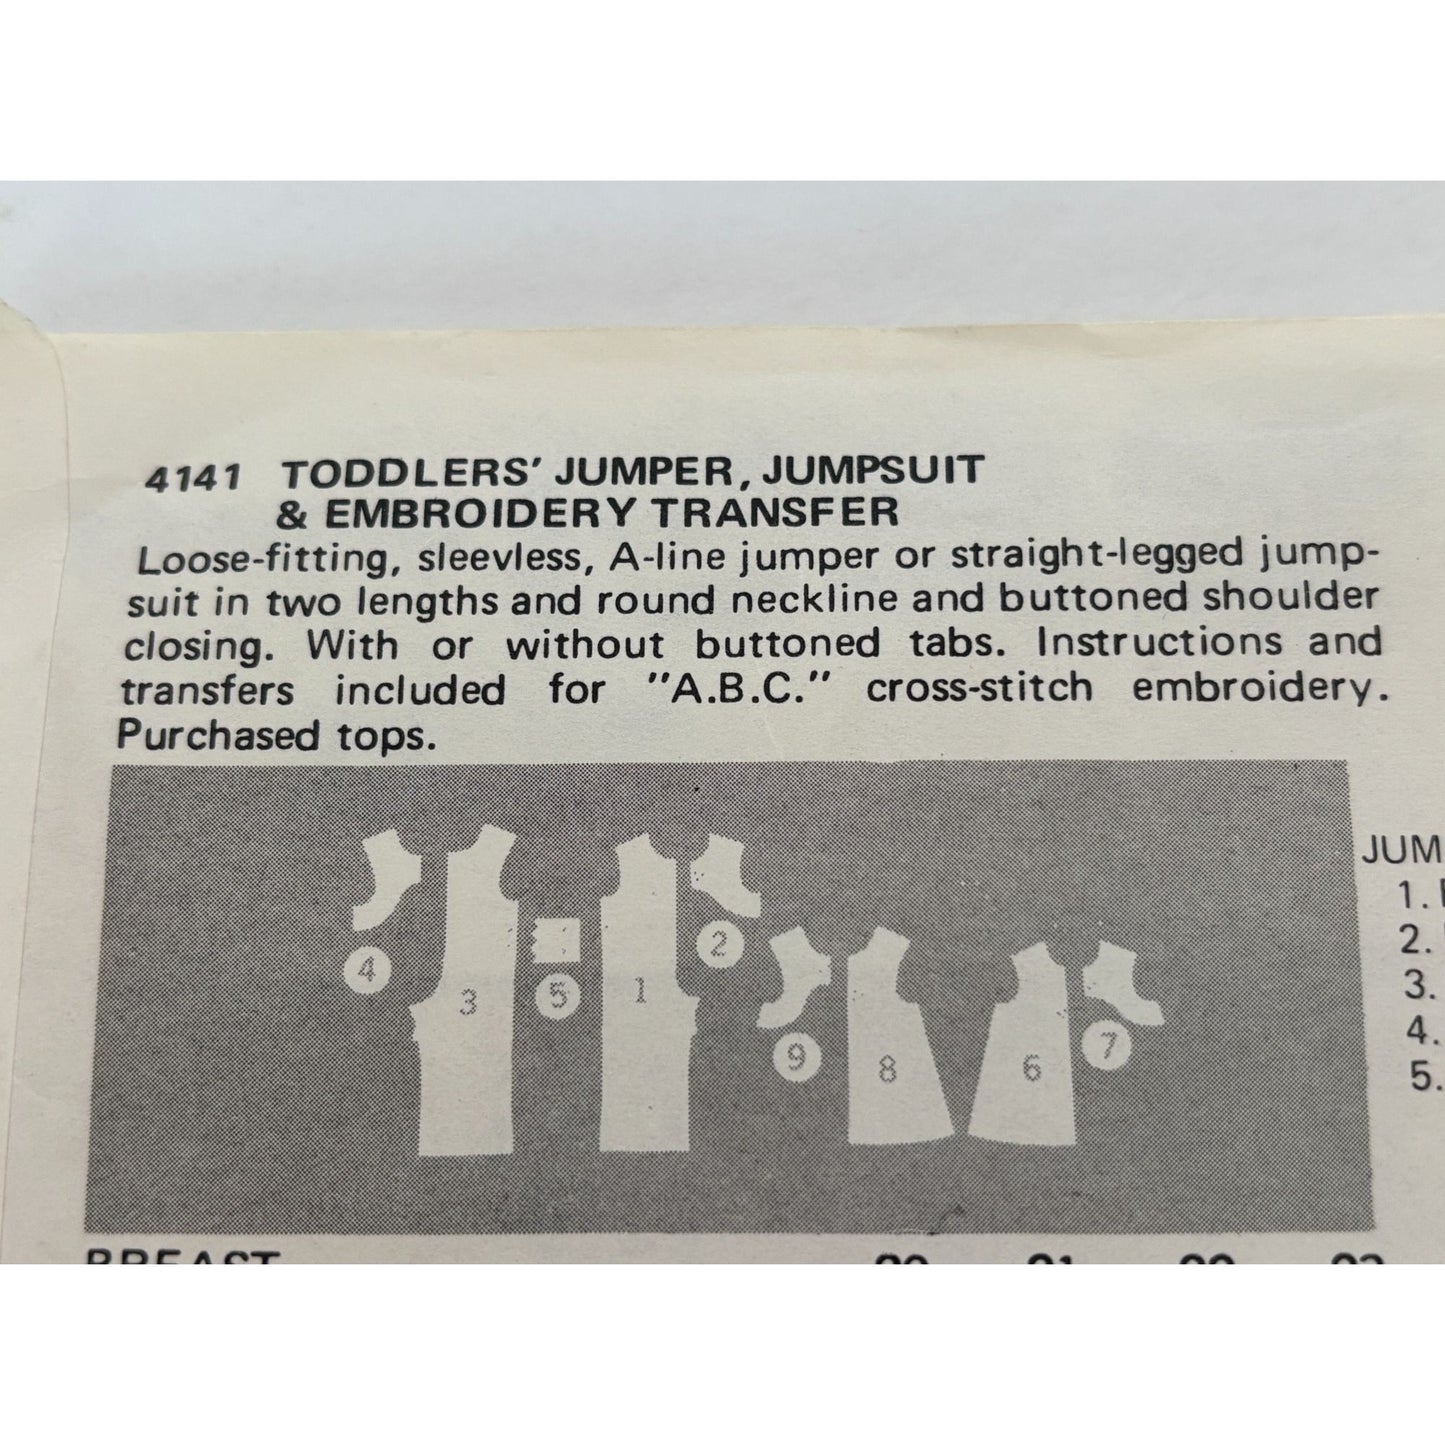 4141 TODDLERS' JUMPER, JUMPSUIT
& EMBROIDERY TRANSFER
Loose-fitting, sleevless, A-line jumper or straight-legged jump-
suit in two lengths and round neckline and buttoned shoulder
closing. With or without buttoned tabs. Instructions and
transfers included for "A.B.C." cross-stitch embroidery.
Purchased tops.
4
3
5
1
2
9
8
6
7
JUM
1.
2.
3.
4.
5.
BREAST